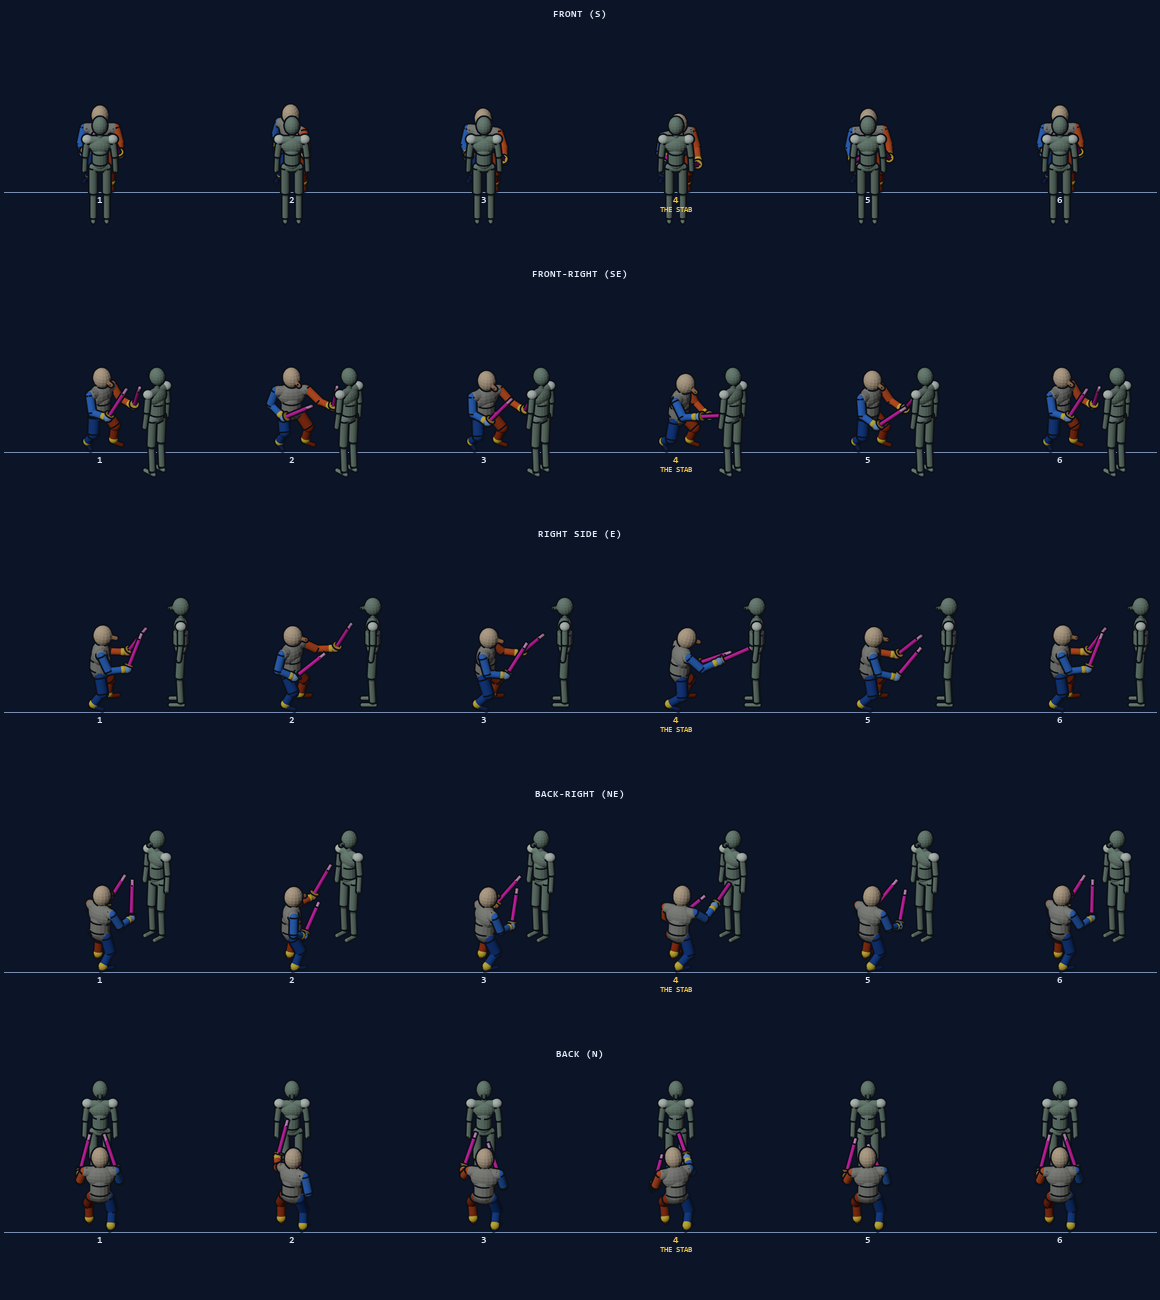 FRONT (S)
1 2 3 4 5 6
THE STAB
FRONT-RIGHT (SE)
1 2 3 4 5 6
THE STAB
RIGHT SIDE (E)
1 2 3 4 5 6
THE STAB
BACK-RIGHT (NE)
1 2 3 4 5 6
THE STAB
BACK (N)
1 2 3 4 5 6
THE STAB